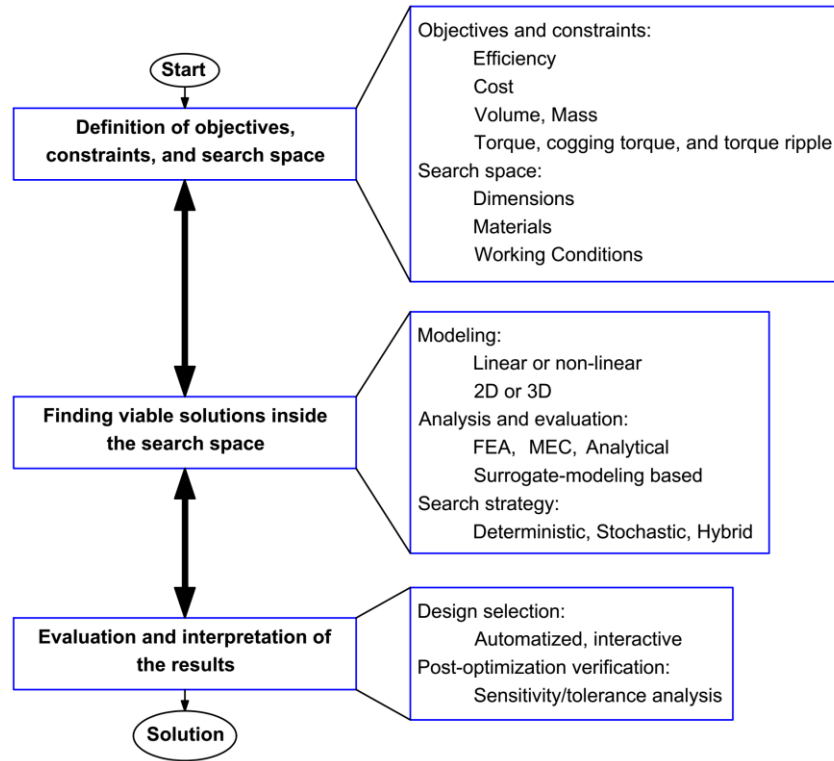 Start
Definition of objectives,
constraints, and search space
Objectives and constraints:
Efficiency
Cost
Volume, Mass
Torque, cogging torque, and torque ripple
Search space:
Dimensions
Materials
Working Conditions
Finding viable solutions inside
the search space
Modeling:
Linear or non-linear
2D or 3D
Analysis and evaluation:
FEA, MEC, Analytical
Surrogate-modeling based
Search strategy:
Deterministic, Stochastic, Hybrid
Evaluation and interpretation of
the results
Design selection:
Automatized, interactive
Post-optimization verification:
Sensitivity/tolerance analysis
Solution